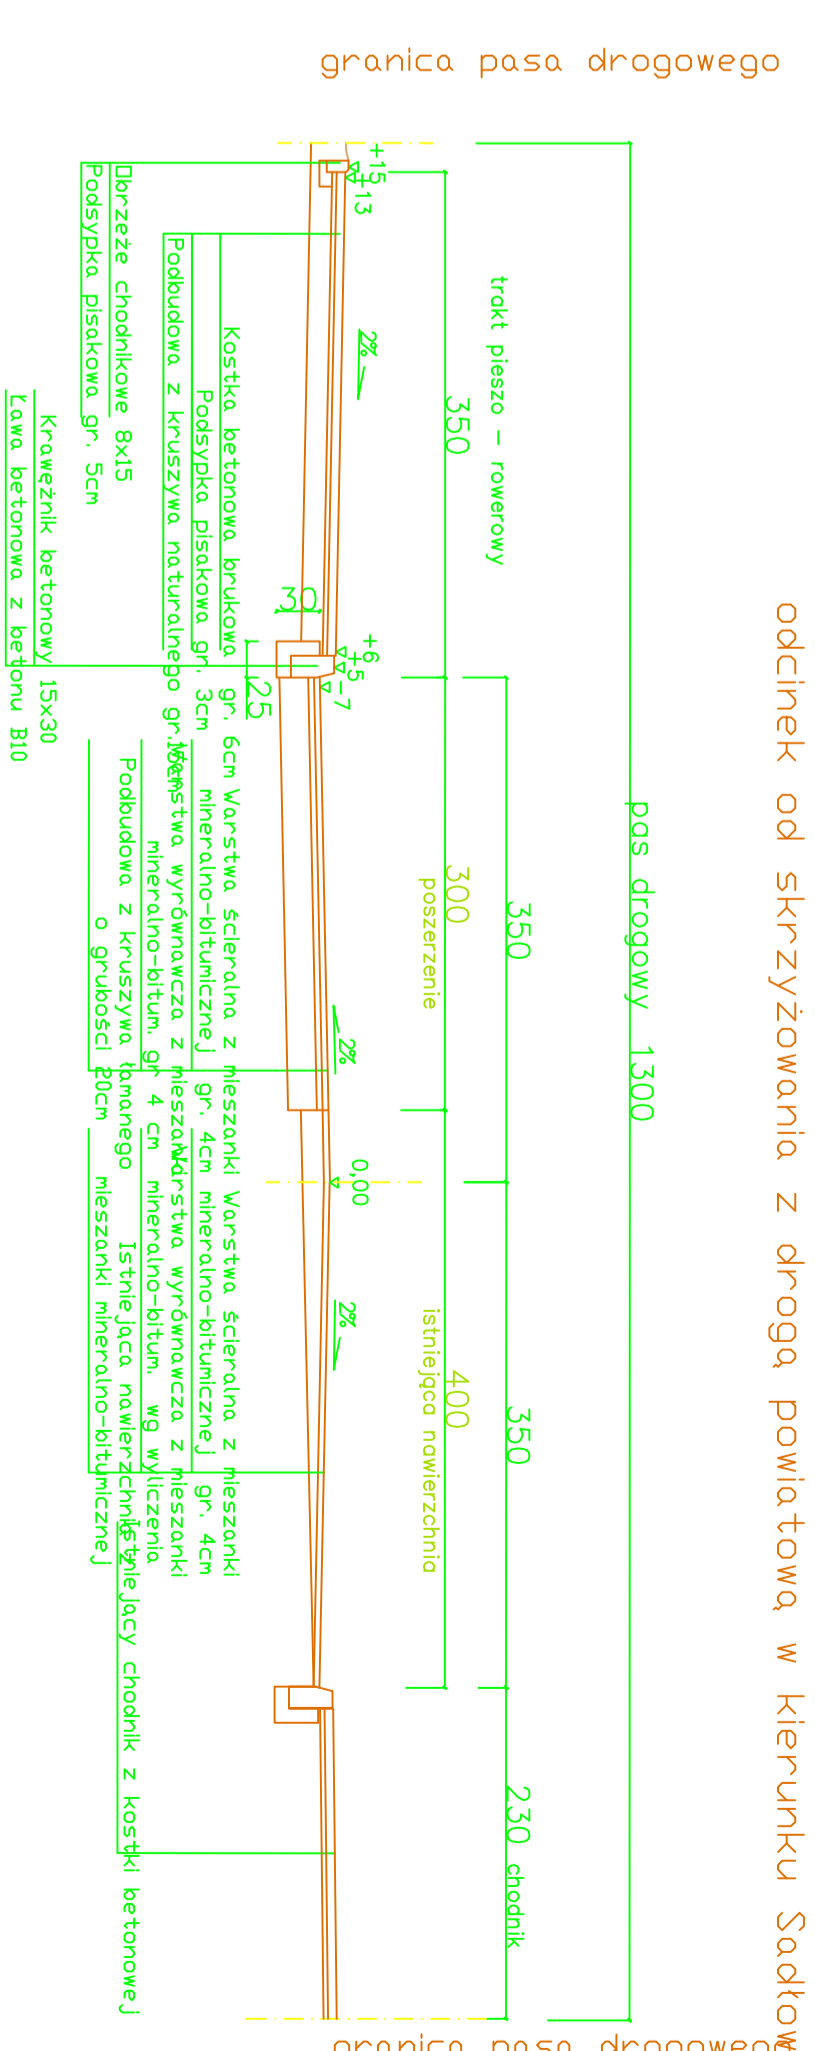 odcinek od skrzyżowania z drogą powiatową w kierunku Sadłow
granica pasa drogowego
pas drogowy 1300
trakt pieszo - rowerowy
350
350
350
230 chodnik
300
poszerzenie
400
istniejąca nawierzchnia
+15
+13
2%
30
25
+6
+5
-7
2%
0,00
2%
Kostka betonowa brukowa gr. 6cm
Podsypka pisakowa gr. 3cm
Podbudowa z kruszywa naturalnego gr. 15cm
Obrzeże chodnikowe 8x15
Podsypka pisakowa gr. 5cm
Krawężnik betonowy 15x30
Ława betonowa z betonu B10
Warstwa ścieralna z mieszanki
mineralno-bitumicznej gr. 4cm
Warstwa wyrównawcza z mieszanki
mineralno-bitum. gr 4 cm
Podbudowa z kruszywa łamanego
o grubości 20cm
Warstwa ścieralna z mieszanki
mineralno-bitumicznej gr. 4cm
Warstwa wyrównawcza z mieszanki
mineralno-bitum. wg wyliczenia
Istniejąca nawierzchnia z
mieszanki mineralno-bitumicznej
Istniejący chodnik z kostki betonowej
granica pasa drogowego